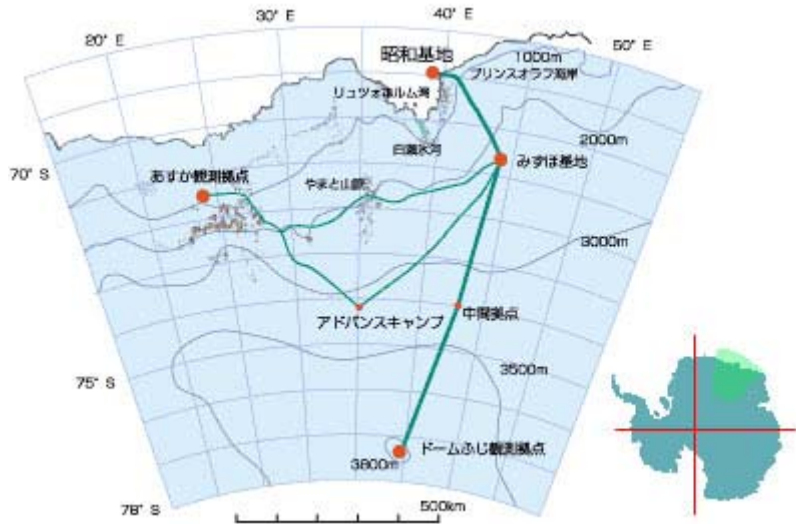 20° E
30° E
40° E
50° E
昭和基地
1000m
プリンスオラフ海岸
リュツォホルム湾
2000m
白瀬氷河
70° S
みずほ基地
あすか観測拠点
やまと山脈
3000m
中間拠点
アドバンスキャンプ
3500m
75° S
ドームふじ観測拠点
3800m
78° S
500km